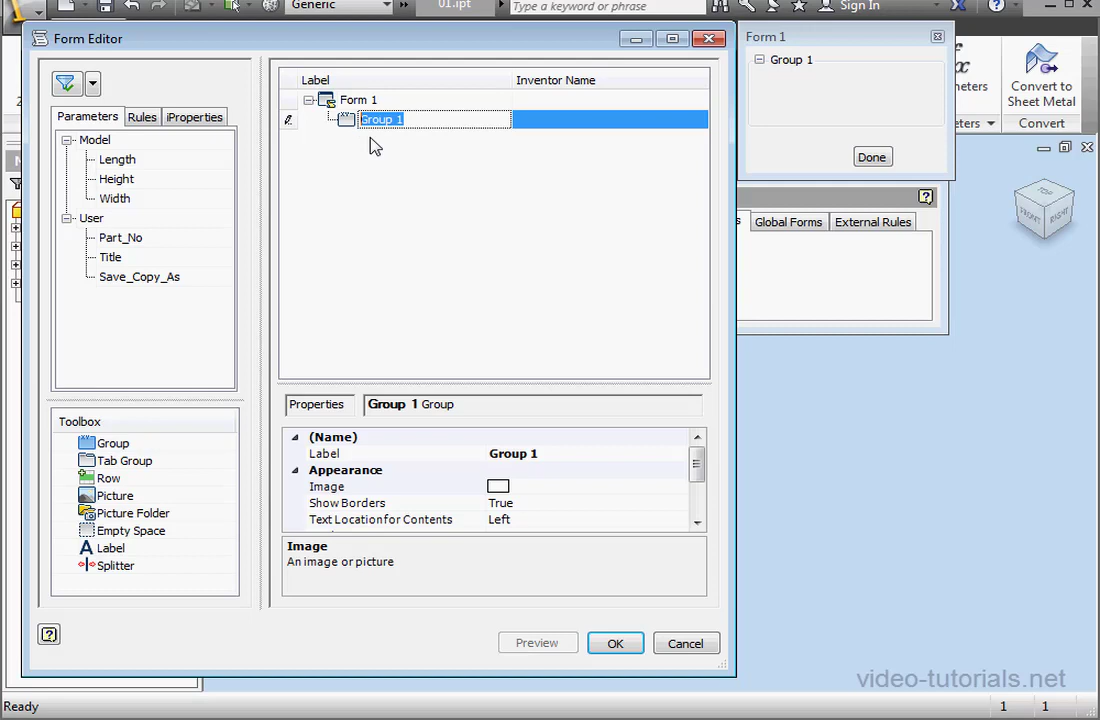 Generic
01.ipt
Type a keyword or phrase
Sign In
Form Editor
Form 1
Label
Inventor Name
Group 1
Parameters
Rules
iProperties
Form 1
Group 1
Model
Length
Height
Width
User
Part_No
Title
Save_Copy_As
Done
Convert to
Sheet Metal
Convert
Global Forms
External Rules
TOP
FRONT
RIGHT
Toolbox
Group
Tab Group
Row
Picture
Picture Folder
Empty Space
Label
Splitter
Properties
Group 1 Group
(Name)
Label
Group 1
Appearance
Image
Show Borders
True
Text Location for Contents
Left
Image
An image or picture
Preview
OK
Cancel
video-tutorials.net
Ready
1
1